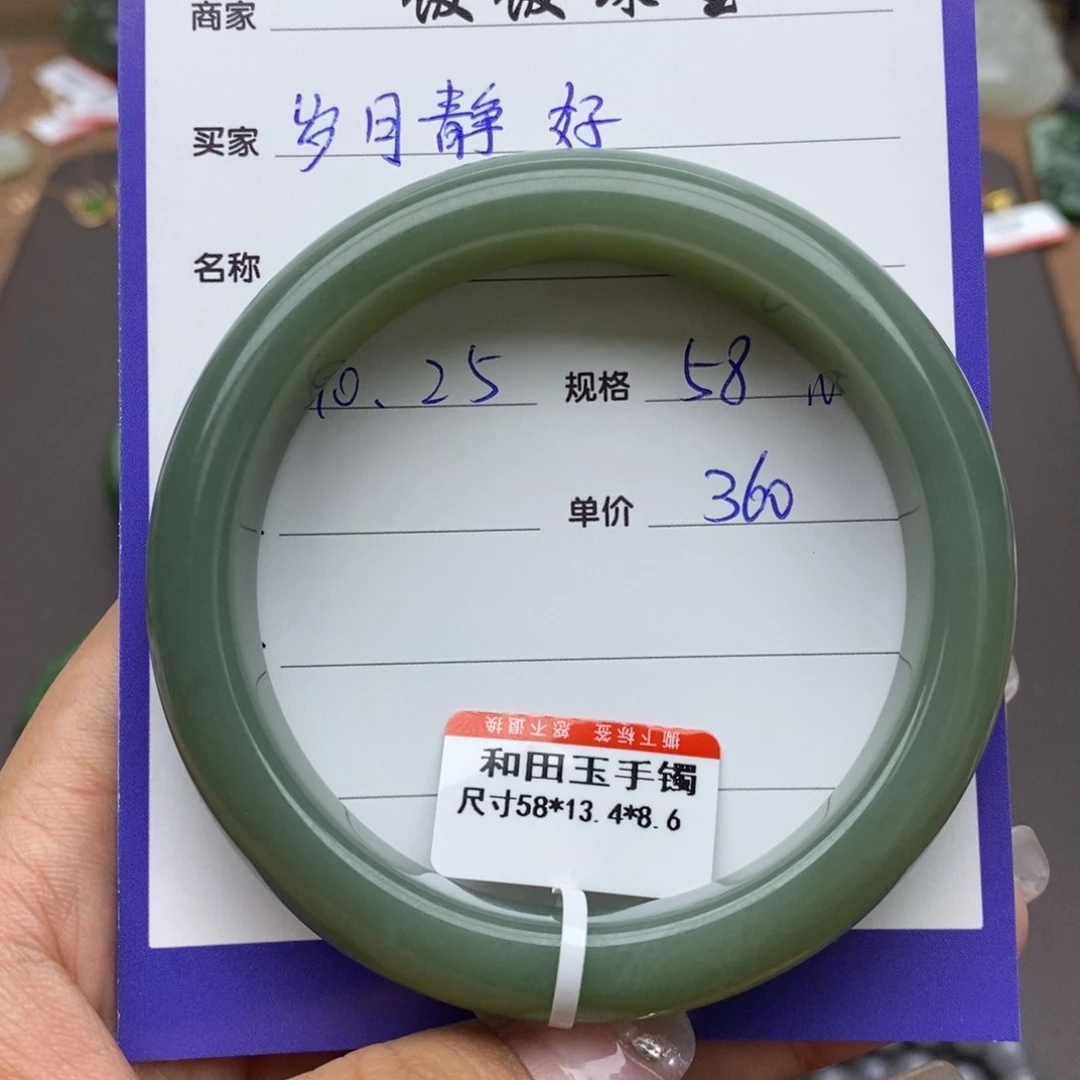 商家
买家 岁月静好
名称
90.25 规格 58
单价 360
撕下标签 恕不退换
和田玉手镯
尺寸58*13.4*8.6